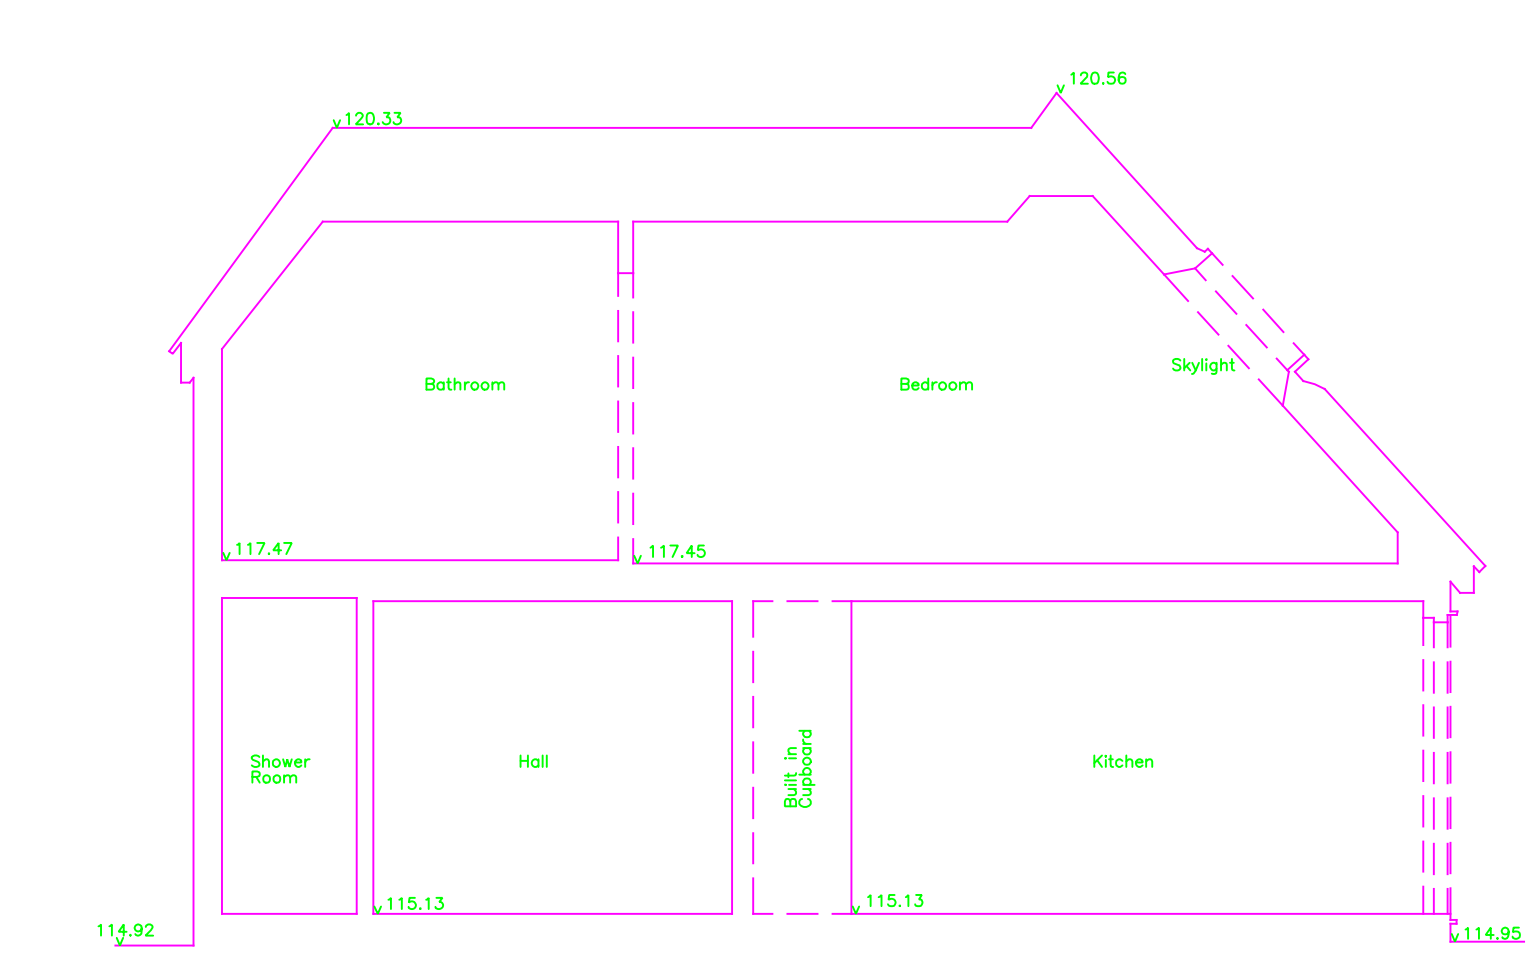 120.56
120.33
Skylight
Bathroom
Bedroom
117.47
117.45
Shower
Room
Hall
Built in
Cupboard
Kitchen
115.13
115.13
114.92
114.95